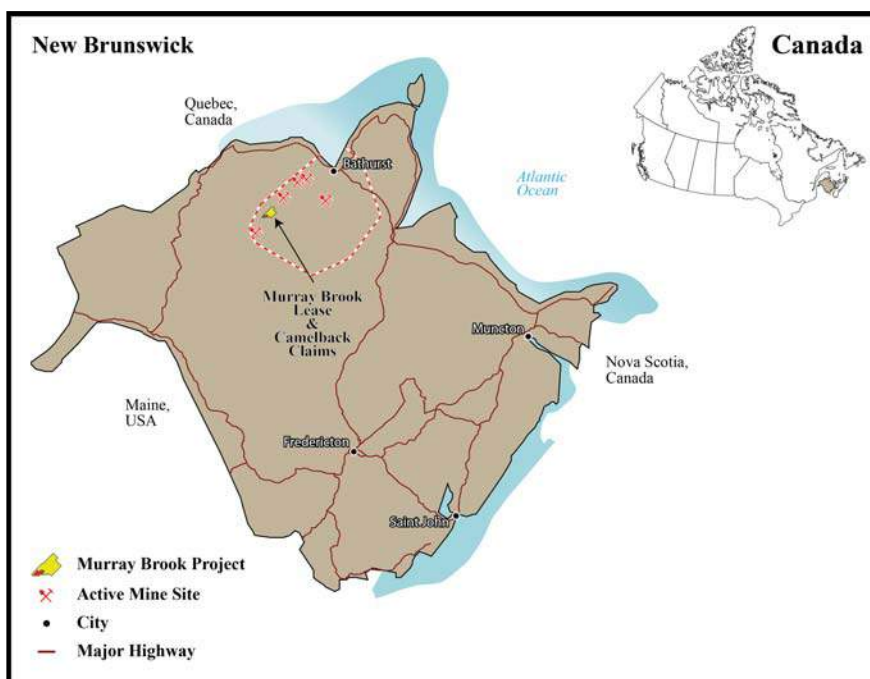 New Brunswick
Canada
Quebec,
Canada
Bathurst
Atlantic
Ocean
Murray Brook
Lease
&
Camelback
Claims
Muncton
Nova Scotia,
Canada
Maine,
USA
Fredericton
Saint John
Murray Brook Project
Active Mine Site
City
Major Highway